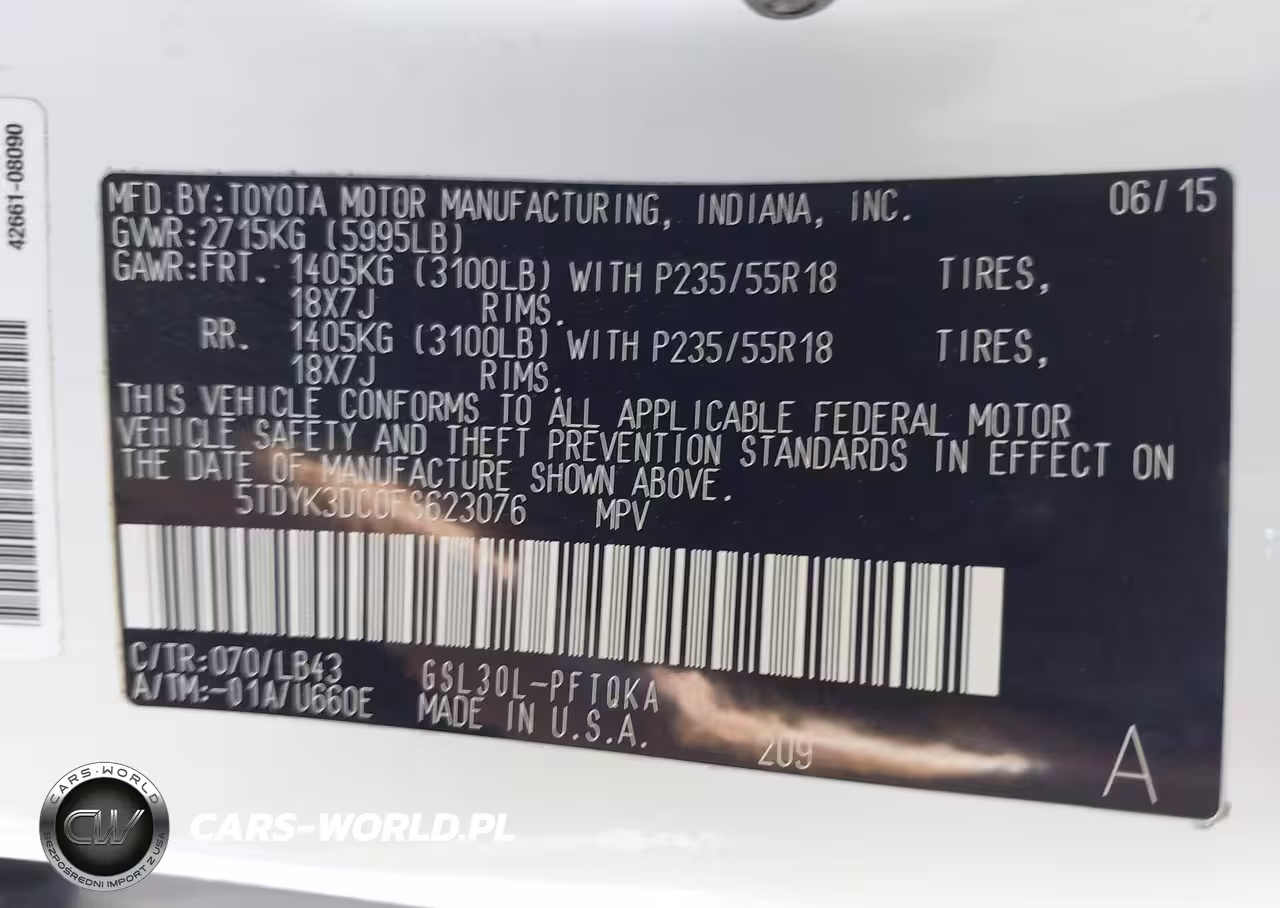 42661-08090
MFD.BY:TOYOTA MOTOR MANUFACTURING, INDIANA, INC. 06/15
GVWR:2715KG (5995LB)
GAWR:FRT. 1405KG (3100LB) WITH P235/55R18 TIRES,
18X7J RIMS.
RR. 1405KG (3100LB) WITH P235/55R18 TIRES,
18X7J RIMS.
THIS VEHICLE CONFORMS TO ALL APPLICABLE FEDERAL MOTOR
VEHICLE SAFETY AND THEFT PREVENTION STANDARDS IN EFFECT ON
THE DATE OF MANUFACTURE SHOWN ABOVE.
5TDYK3DC0FS623076 MPV
C/TR:070/LB43 GSL30L-PFTQKA
A/TM:-01A/U660E MADE IN U.S.A.
209 A
CARS-WORLD
CW
BEZPOŚREDNI IMPORT Z USA
CARS-WORLD.PL